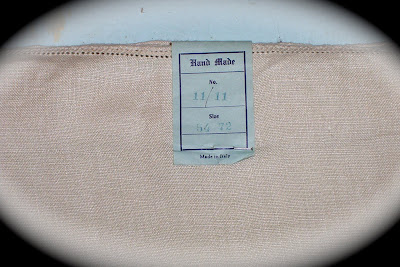 Hand Made
No.
11/11
Size
54 72
Made in Italy